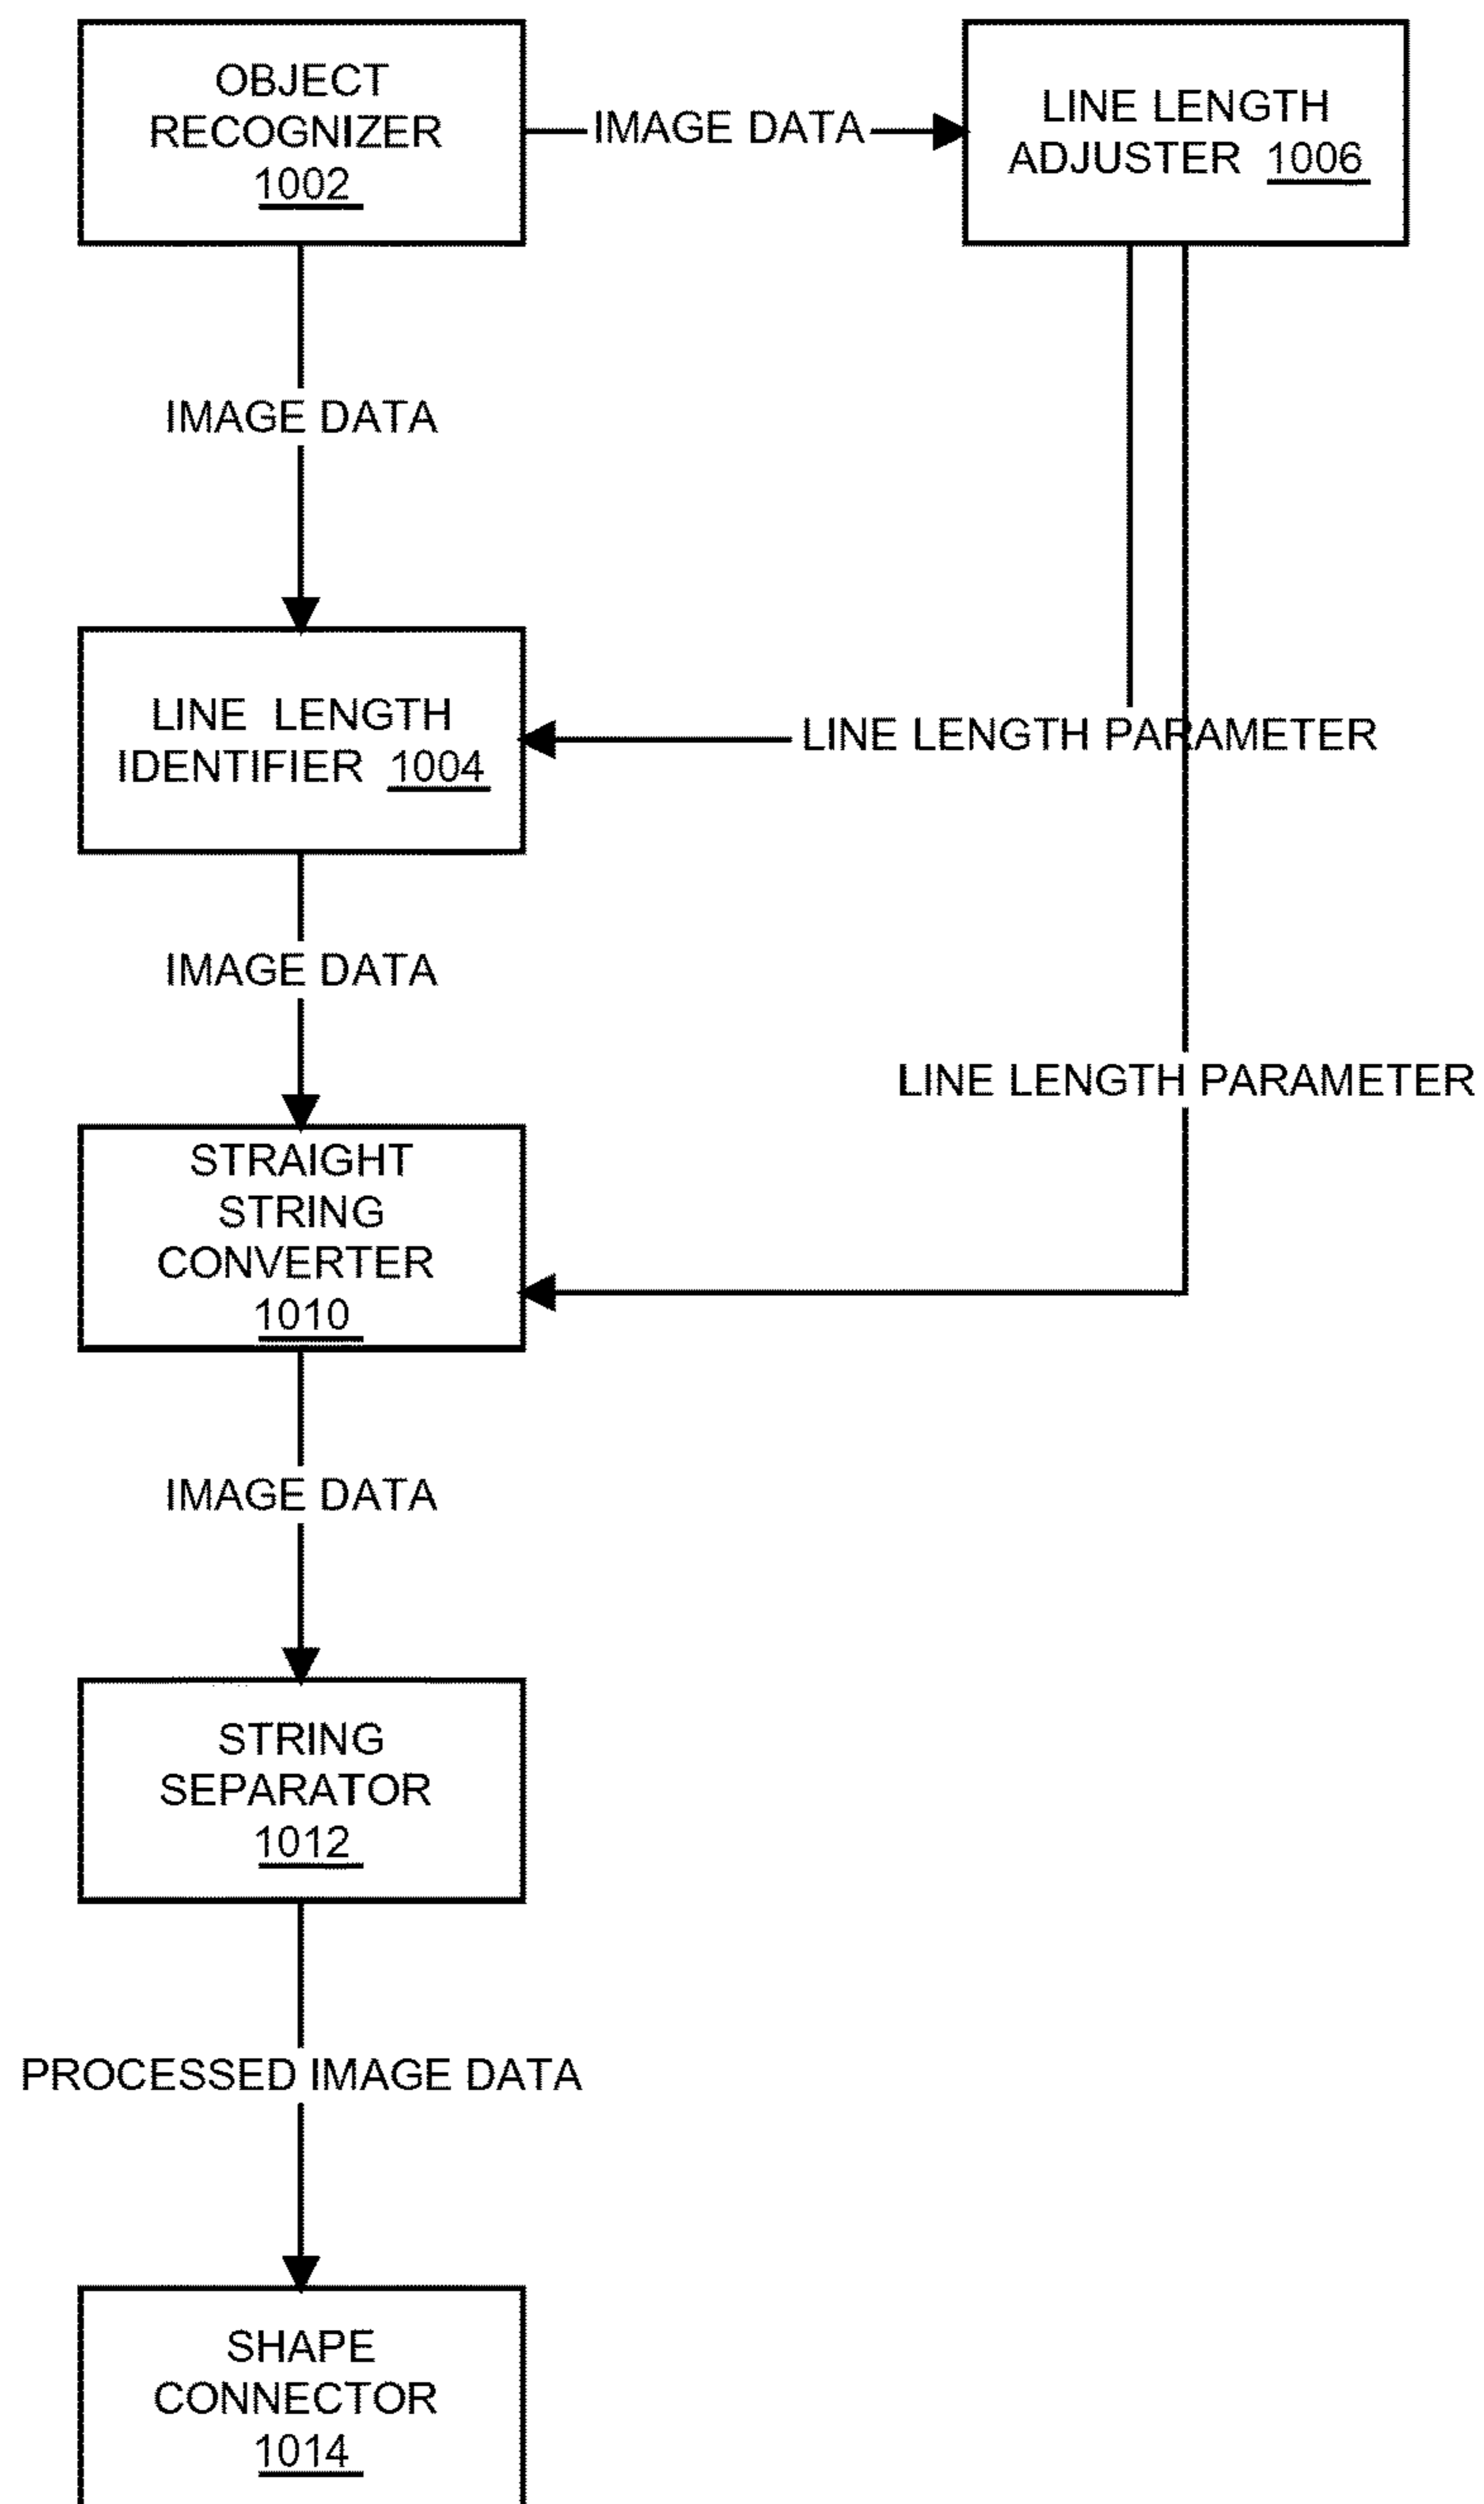 OBJECT
RECOGNIZER
1002
IMAGE DATA
LINE LENGTH
ADJUSTER 1006
IMAGE DATA
LINE LENGTH
IDENTIFIER 1004
LINE LENGTH PARAMETER
IMAGE DATA
LINE LENGTH PARAMETER
STRAIGHT
STRING
CONVERTER
1010
IMAGE DATA
STRING
SEPARATOR
1012
PROCESSED IMAGE DATA
SHAPE
CONNECTOR
1014